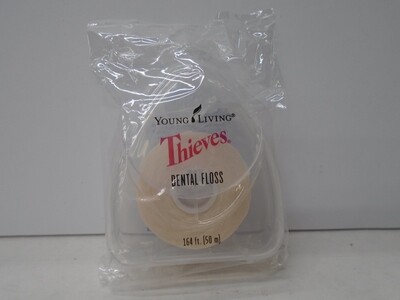 YOUNG LIVING®
Thieves®
DENTAL FLOSS
164 ft. [50 m]